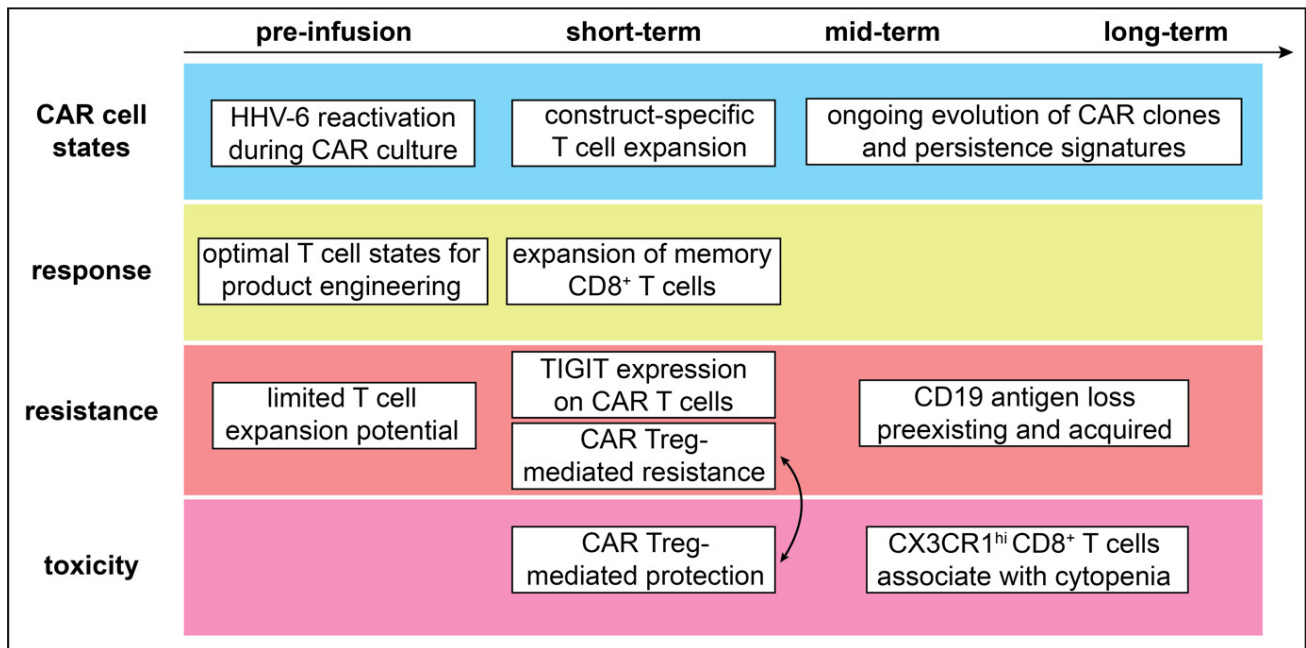 pre-infusion short-term mid-term long-term
CAR cell
states
HHV-6 reactivation
during CAR culture
construct-specific
T cell expansion
ongoing evolution of CAR clones
and persistence signatures
response
optimal T cell states for
product engineering
expansion of memory
CD8⁺ T cells
resistance
limited T cell
expansion potential
TIGIT expression
on CAR T cells
CAR Treg-
mediated resistance
CD19 antigen loss
preexisting and acquired
toxicity
CAR Treg-
mediated protection
CX3CR1ʰⁱ CD8⁺ T cells
associate with cytopenia